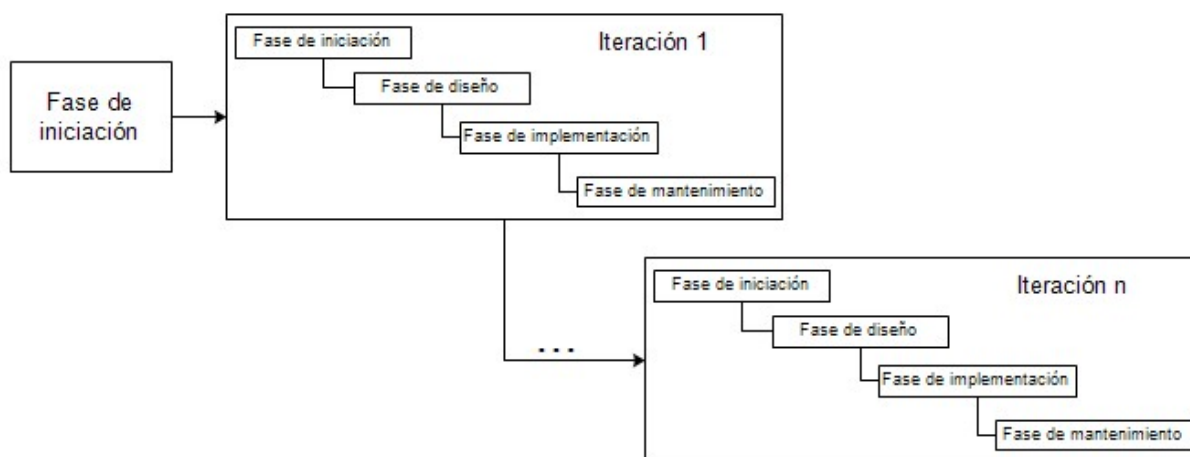 Fase de
iniciación
Iteración 1
Fase de iniciación
Fase de diseño
Fase de implementación
Fase de mantenimiento
...
Iteración n
Fase de iniciación
Fase de diseño
Fase de implementación
Fase de mantenimiento